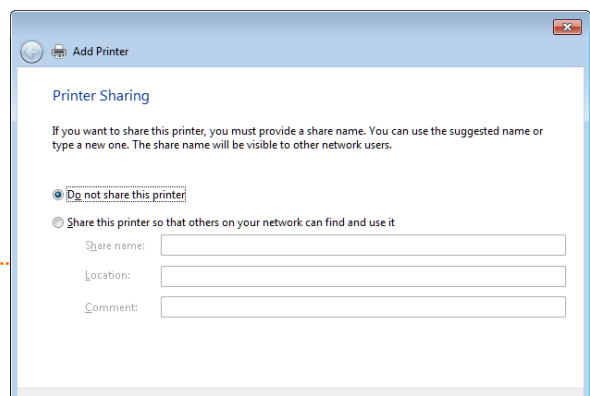 Add Printer
Printer Sharing
If you want to share this printer, you must provide a share name. You can use the suggested name or
type a new one. The share name will be visible to other network users.
Do not share this printer
Share this printer so that others on your network can find and use it
Share name:
Location:
Comment: